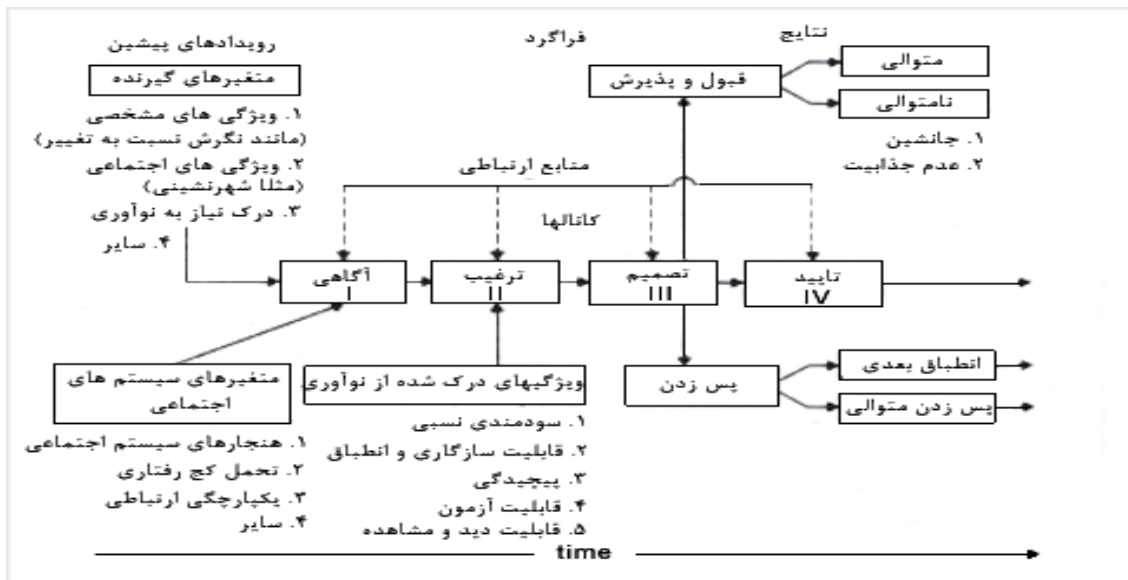 رویدادهای پیشین
فراگرد
نتایج
متغیرهای گیرنده
۱. ویژگی های مشخصی
(مانند نگرش نسبت به تغییر)
۲. ویژگی های اجتماعی
(مثلا شهرنشینی)
۳. درک نیاز به نوآوری
۴. سایر
قبول و پذیرش
متوالی
نامتوالی
۱. جانشین
۲. عدم جذابیت
منابع ارتباطی
کانالها
آگاهی
I
ترغیب
II
تصمیم
III
تایید
IV
متغیرهای سیستم های
اجتماعی
۱. هنجارهای سیستم اجتماعی
۲. تحمل کج رفتاری
۳. یکپارچگی ارتباطی
۴. سایر
ویژگیهای درک شده از نوآوری
۱. سودمندی نسبی
۲. قابلیت سازگاری و انطباق
۳. پیچیدگی
۴. قابلیت آزمون
۵. قابلیت دید و مشاهده
پس زدن
انطباق بعدی
پس زدن متوالی
time